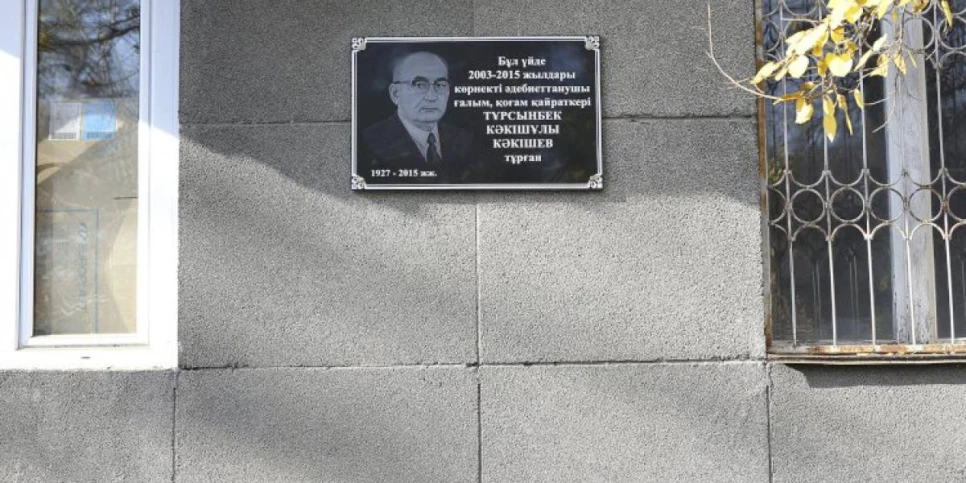 Бұл үйде
2003-2015 жылдары
көрнекті әдебиеттанушы
ғалым, қоғам қайраткері
ТҰРСЫНБЕК
КӘКІШҰЛЫ
КӘКІШЕВ
тұрған
1927 - 2015 жж.